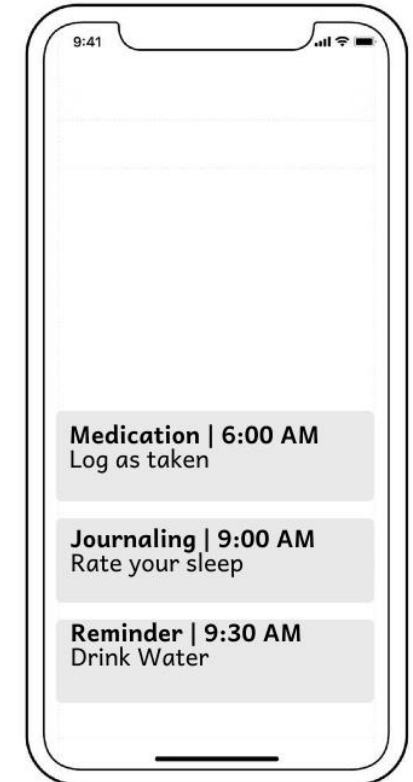 9:41
Medication | 6:00 AM
Log as taken
Journaling | 9:00 AM
Rate your sleep
Reminder | 9:30 AM
Drink Water